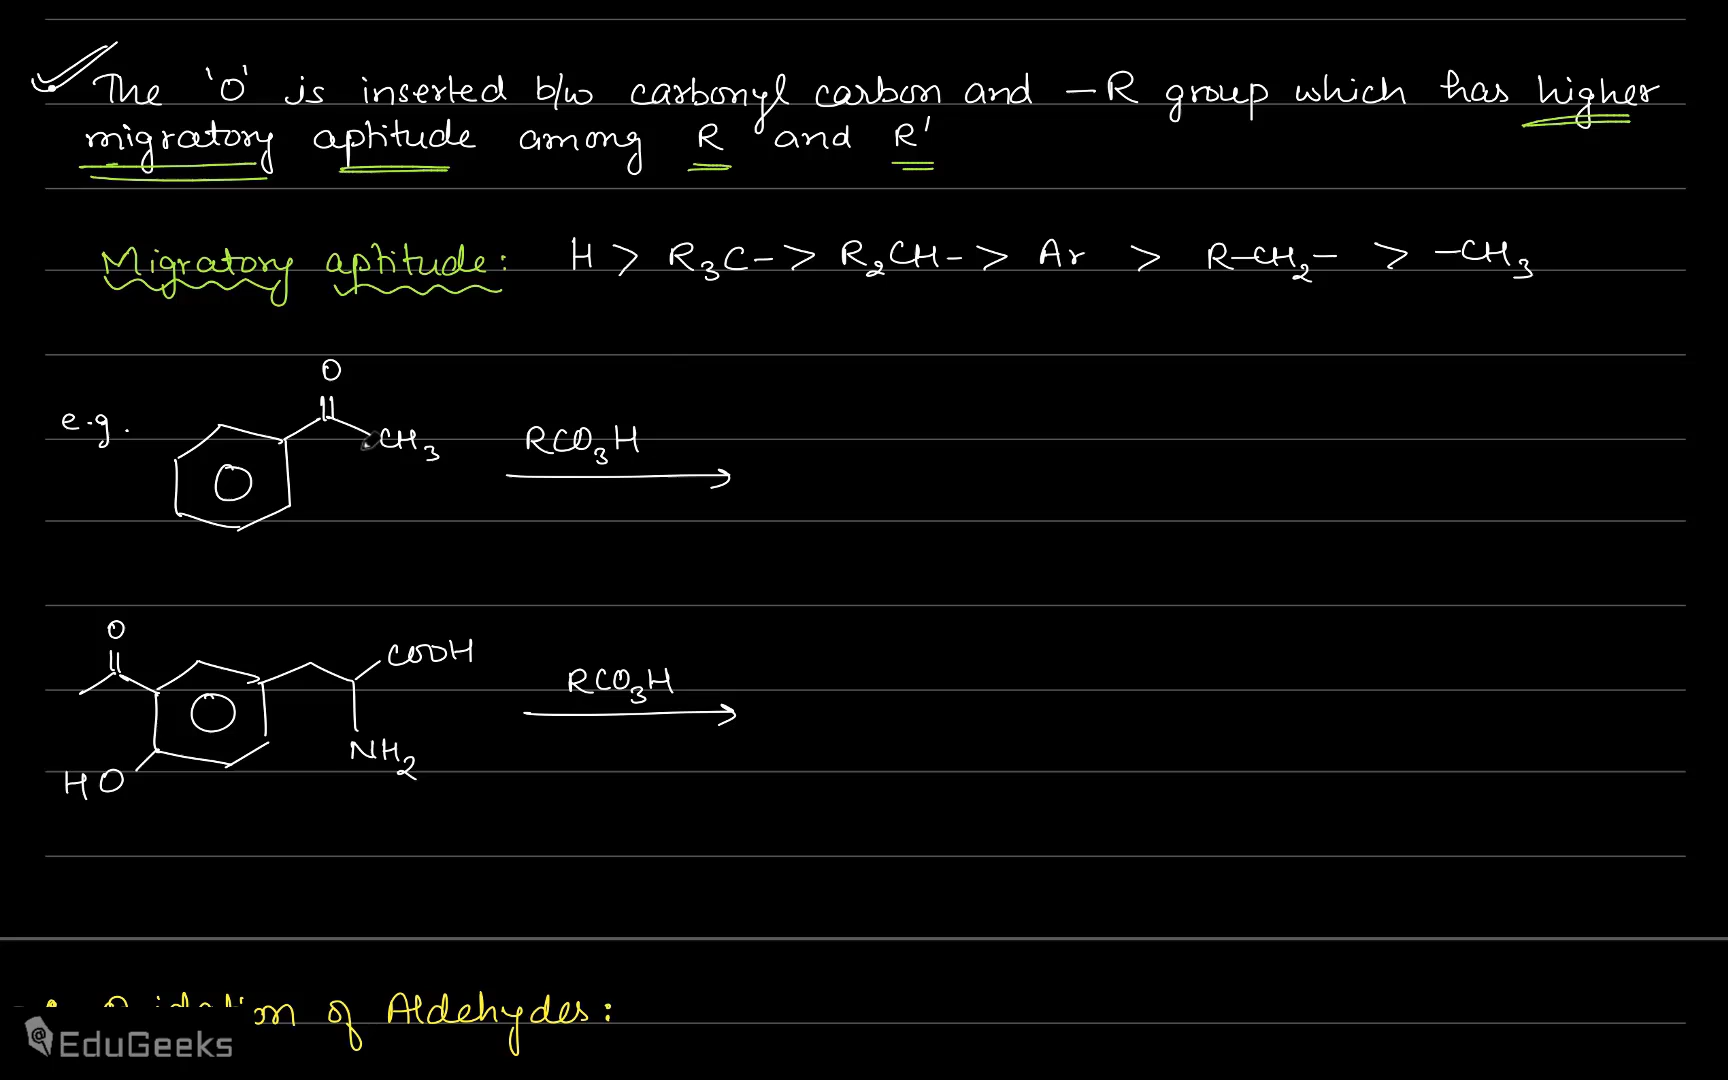 The 'O' is inserted b/w carbonyl carbon and -R group which has higher
migratory aptitude among R and R'
Migratory aptitude: H > R₃C- > R₂CH- > Ar > R-CH₂- > -CH₃
e.g.
O
CH₃
RCO₃H
O
COOH
NH₂
HO
RCO₃H
of Aldehydes:
EduGeeks